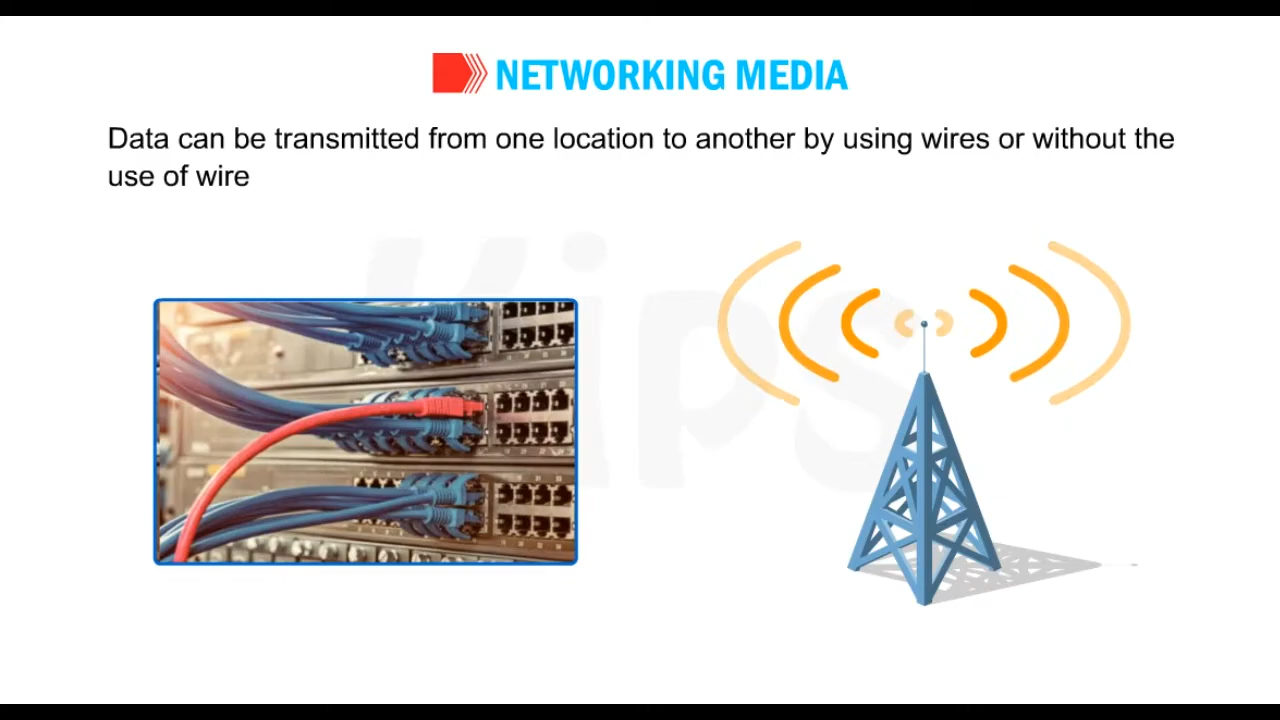 NETWORKING MEDIA
Data can be transmitted from one location to another by using wires or without the
use of wire
Kips